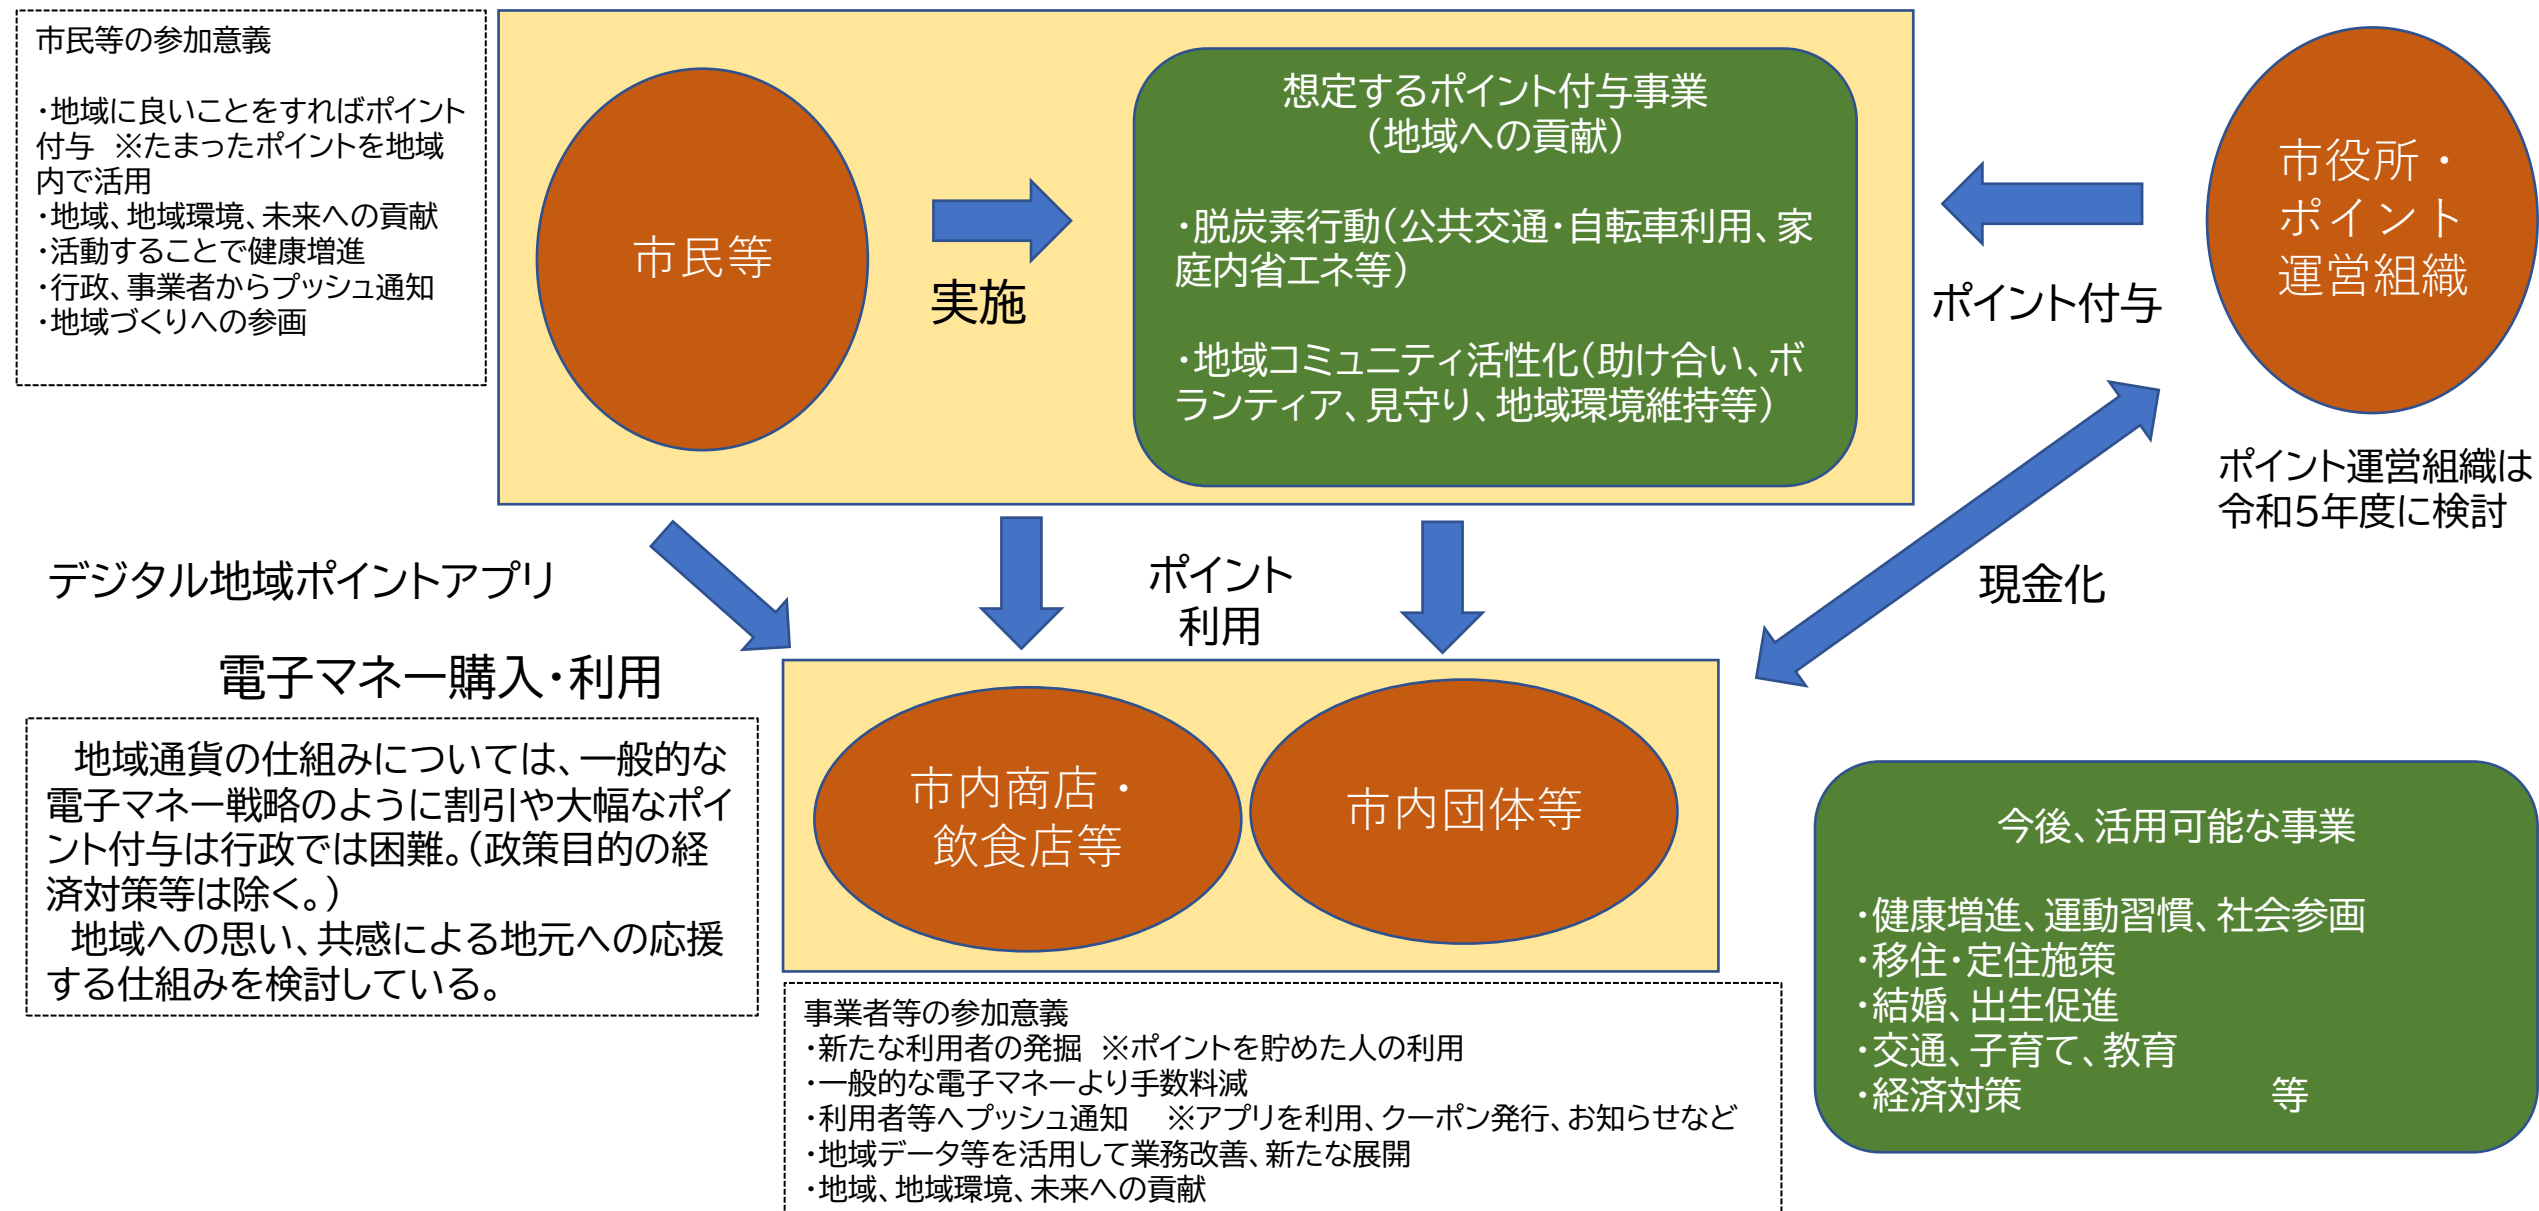 市民等の参加意義
・地域に良いことをすればポイント
付与　※たまったポイントを地域
内で活用
・地域、地域環境、未来への貢献
・活動することで健康増進
・行政、事業者からプッシュ通知
・地域づくりへの参画
市民等
実施
想定するポイント付与事業
（地域への貢献）
・脱炭素行動（公共交通・自転車利用、家
庭内省エネ等）
・地域コミュニティ活性化（助け合い、ボ
ランティア、見守り、地域環境維持等）
ポイント付与
市役所・
ポイント
運営組織
ポイント運営組織は
令和5年度に検討
デジタル地域ポイントアプリ
電子マネー購入・利用
ポイント
利用
現金化
地域通貨の仕組みについては、一般的な
電子マネー戦略のように割引や大幅なポイ
ント付与は行政では困難。（政策目的の経
済対策等は除く。）
地域への思い、共感による地元への応援
する仕組みを検討している。
市内商店・
飲食店等
市内団体等
事業者等の参加意義
・新たな利用者の発掘　※ポイントを貯めた人の利用
・一般的な電子マネーより手数料減
・利用者等へプッシュ通知　※アプリを利用、クーポン発行、お知らせなど
・地域データ等を活用して業務改善、新たな展開
・地域、地域環境、未来への貢献
今後、活用可能な事業
・健康増進、運動習慣、社会参画
・移住・定住施策
・結婚、出生促進
・交通、子育て、教育
・経済対策　　　　　　等